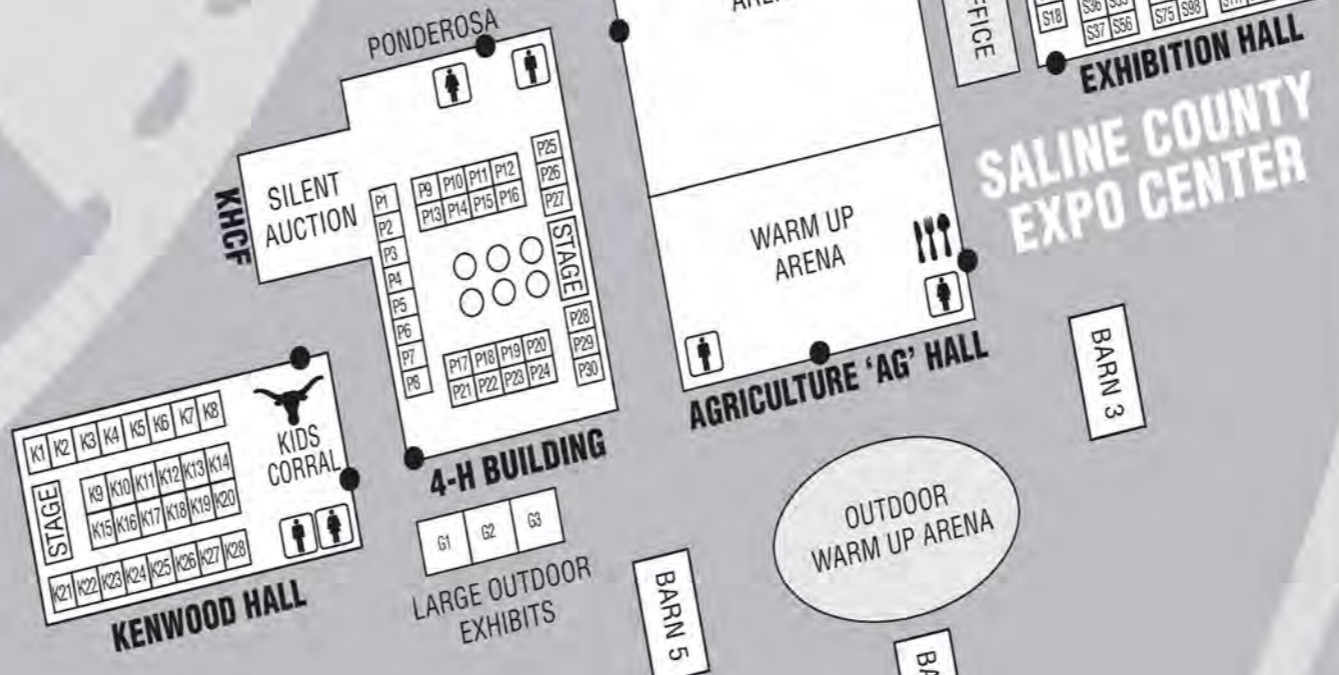 PONDEROSA
SILENT
AUCTION
KHCF
P1
P2
P3
P4
P5
P6
P7
P8
P9 P10 P11 P12
P13 P14 P15 P16
P25
P26
P27
STAGE
P28
P29
P30
P17 P18 P19 P20
P21 P22 P23 P24
4-H BUILDING
WARM UP
ARENA
AGRICULTURE ‘AG’ HALL
S18
S37 S56
S75 S98
EXHIBITION HALL
SALINE COUNTY
EXPO CENTER
BARN 3
K1 K2 K3 K4 K5 K6 K7 K8
K9 K10 K11 K12 K13 K14
K15 K16 K17 K18 K19 K20
K21 K22 K23 K24 K25 K26 K27 K28
STAGE
KIDS
CORRAL
KENWOOD HALL
G1 G2 G3
LARGE OUTDOOR
EXHIBITS
BARN 5
OUTDOOR
WARM UP ARENA